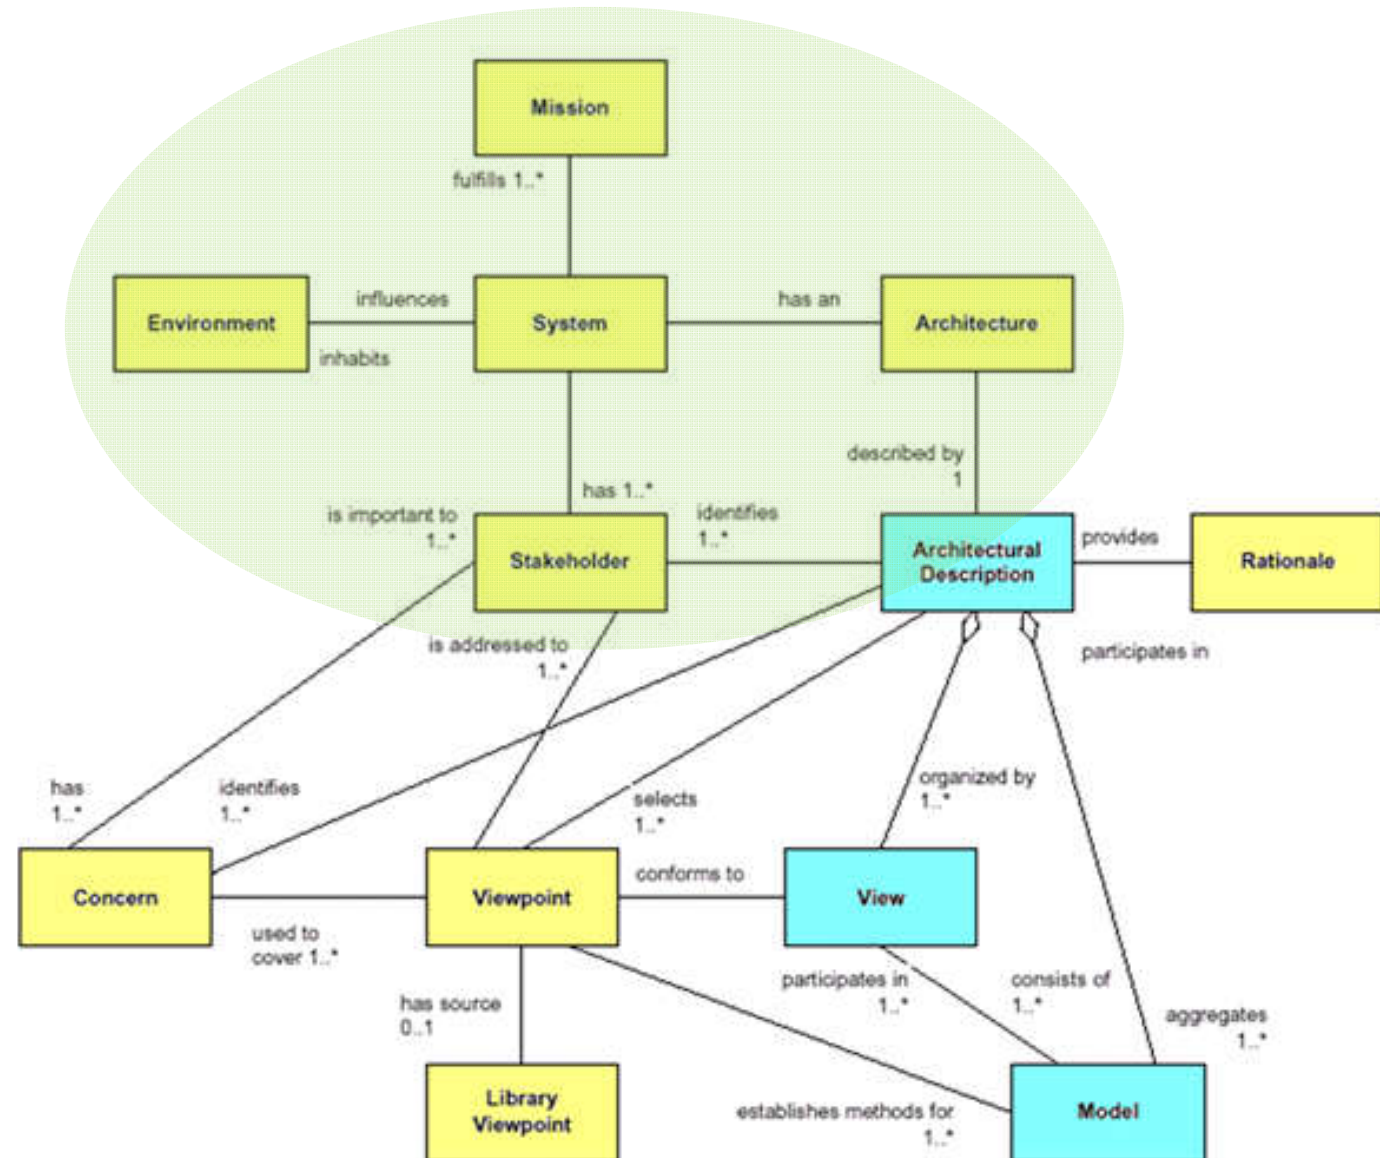 Mission
fulfills 1..*
Environment
influences
inhabits
System
has an
Architecture
described by
1
has 1..*
is important to
1..*
Stakeholder
identifies
1..*
Architectural
Description
provides
Rationale
is addressed to
1..*
participates in
has
1..*
identifies
1..*
selects
1..*
organized by
1..*
Concern
used to
cover 1..*
Viewpoint
conforms to
View
has source
0..1
participates in
1..*
consists of
1..*
aggregates
1..*
Library
Viewpoint
establishes methods for
1..*
Model